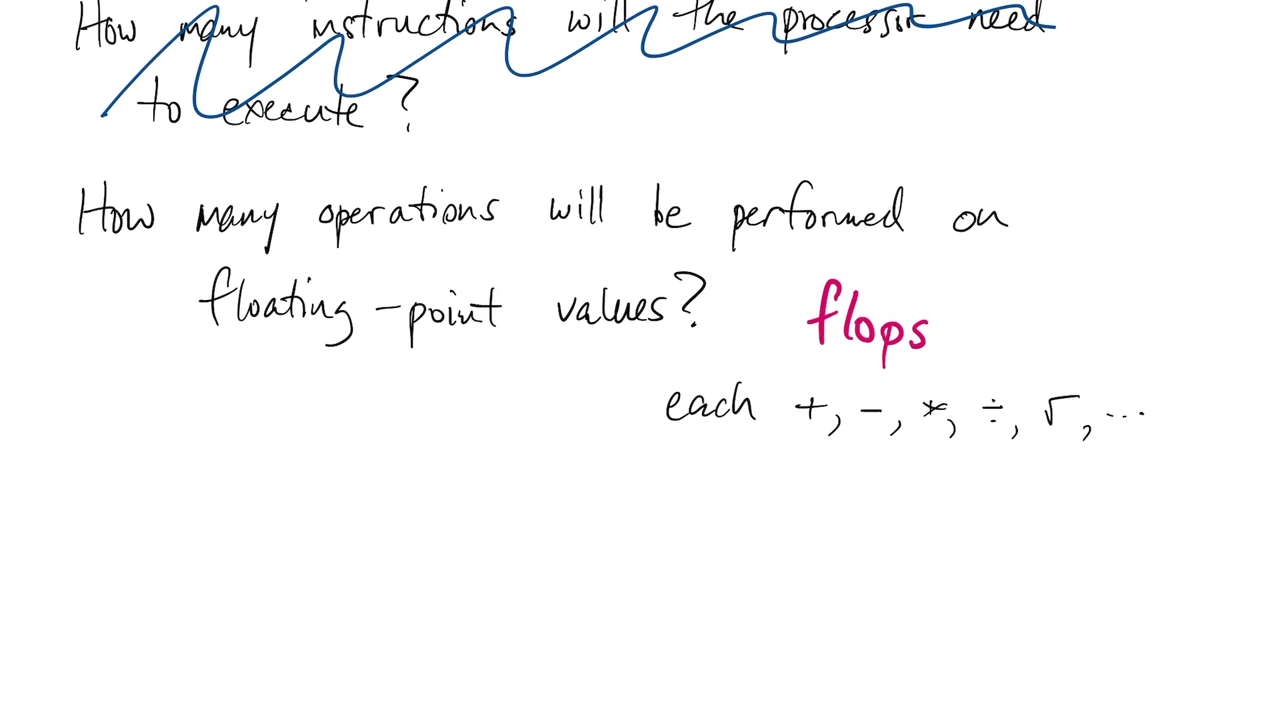 How many instructions will the processor need
to execute?
How many operations will be performed on
floating-point values? flops
each +, -, *, ÷, √, ...